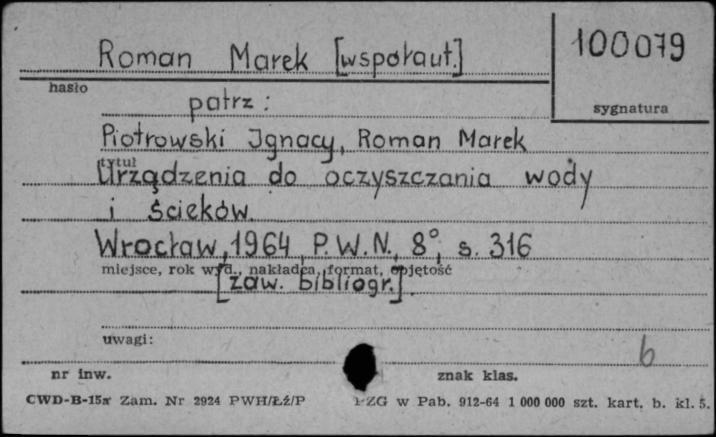 Roman Marek [współaut.]
100079
hasło
sygnatura
patrz:
Piotrowski Ignacy, Roman Marek
tytuł
Urządzenia do oczyszczania wody
i ścieków.
Wrocław, 1964, P.W.N., 8°, s. 316
miejsce, rok wyd., nakładca, format, objętość
[zaw. bibliogr.]
uwagi:
b
nr inw.
znak klas.
CWD-B-15a Zam. Nr 2924 PWH/Łź/P
PZG w Pab. 912-64 1 000 000 szt. kart. b. kl. 5.